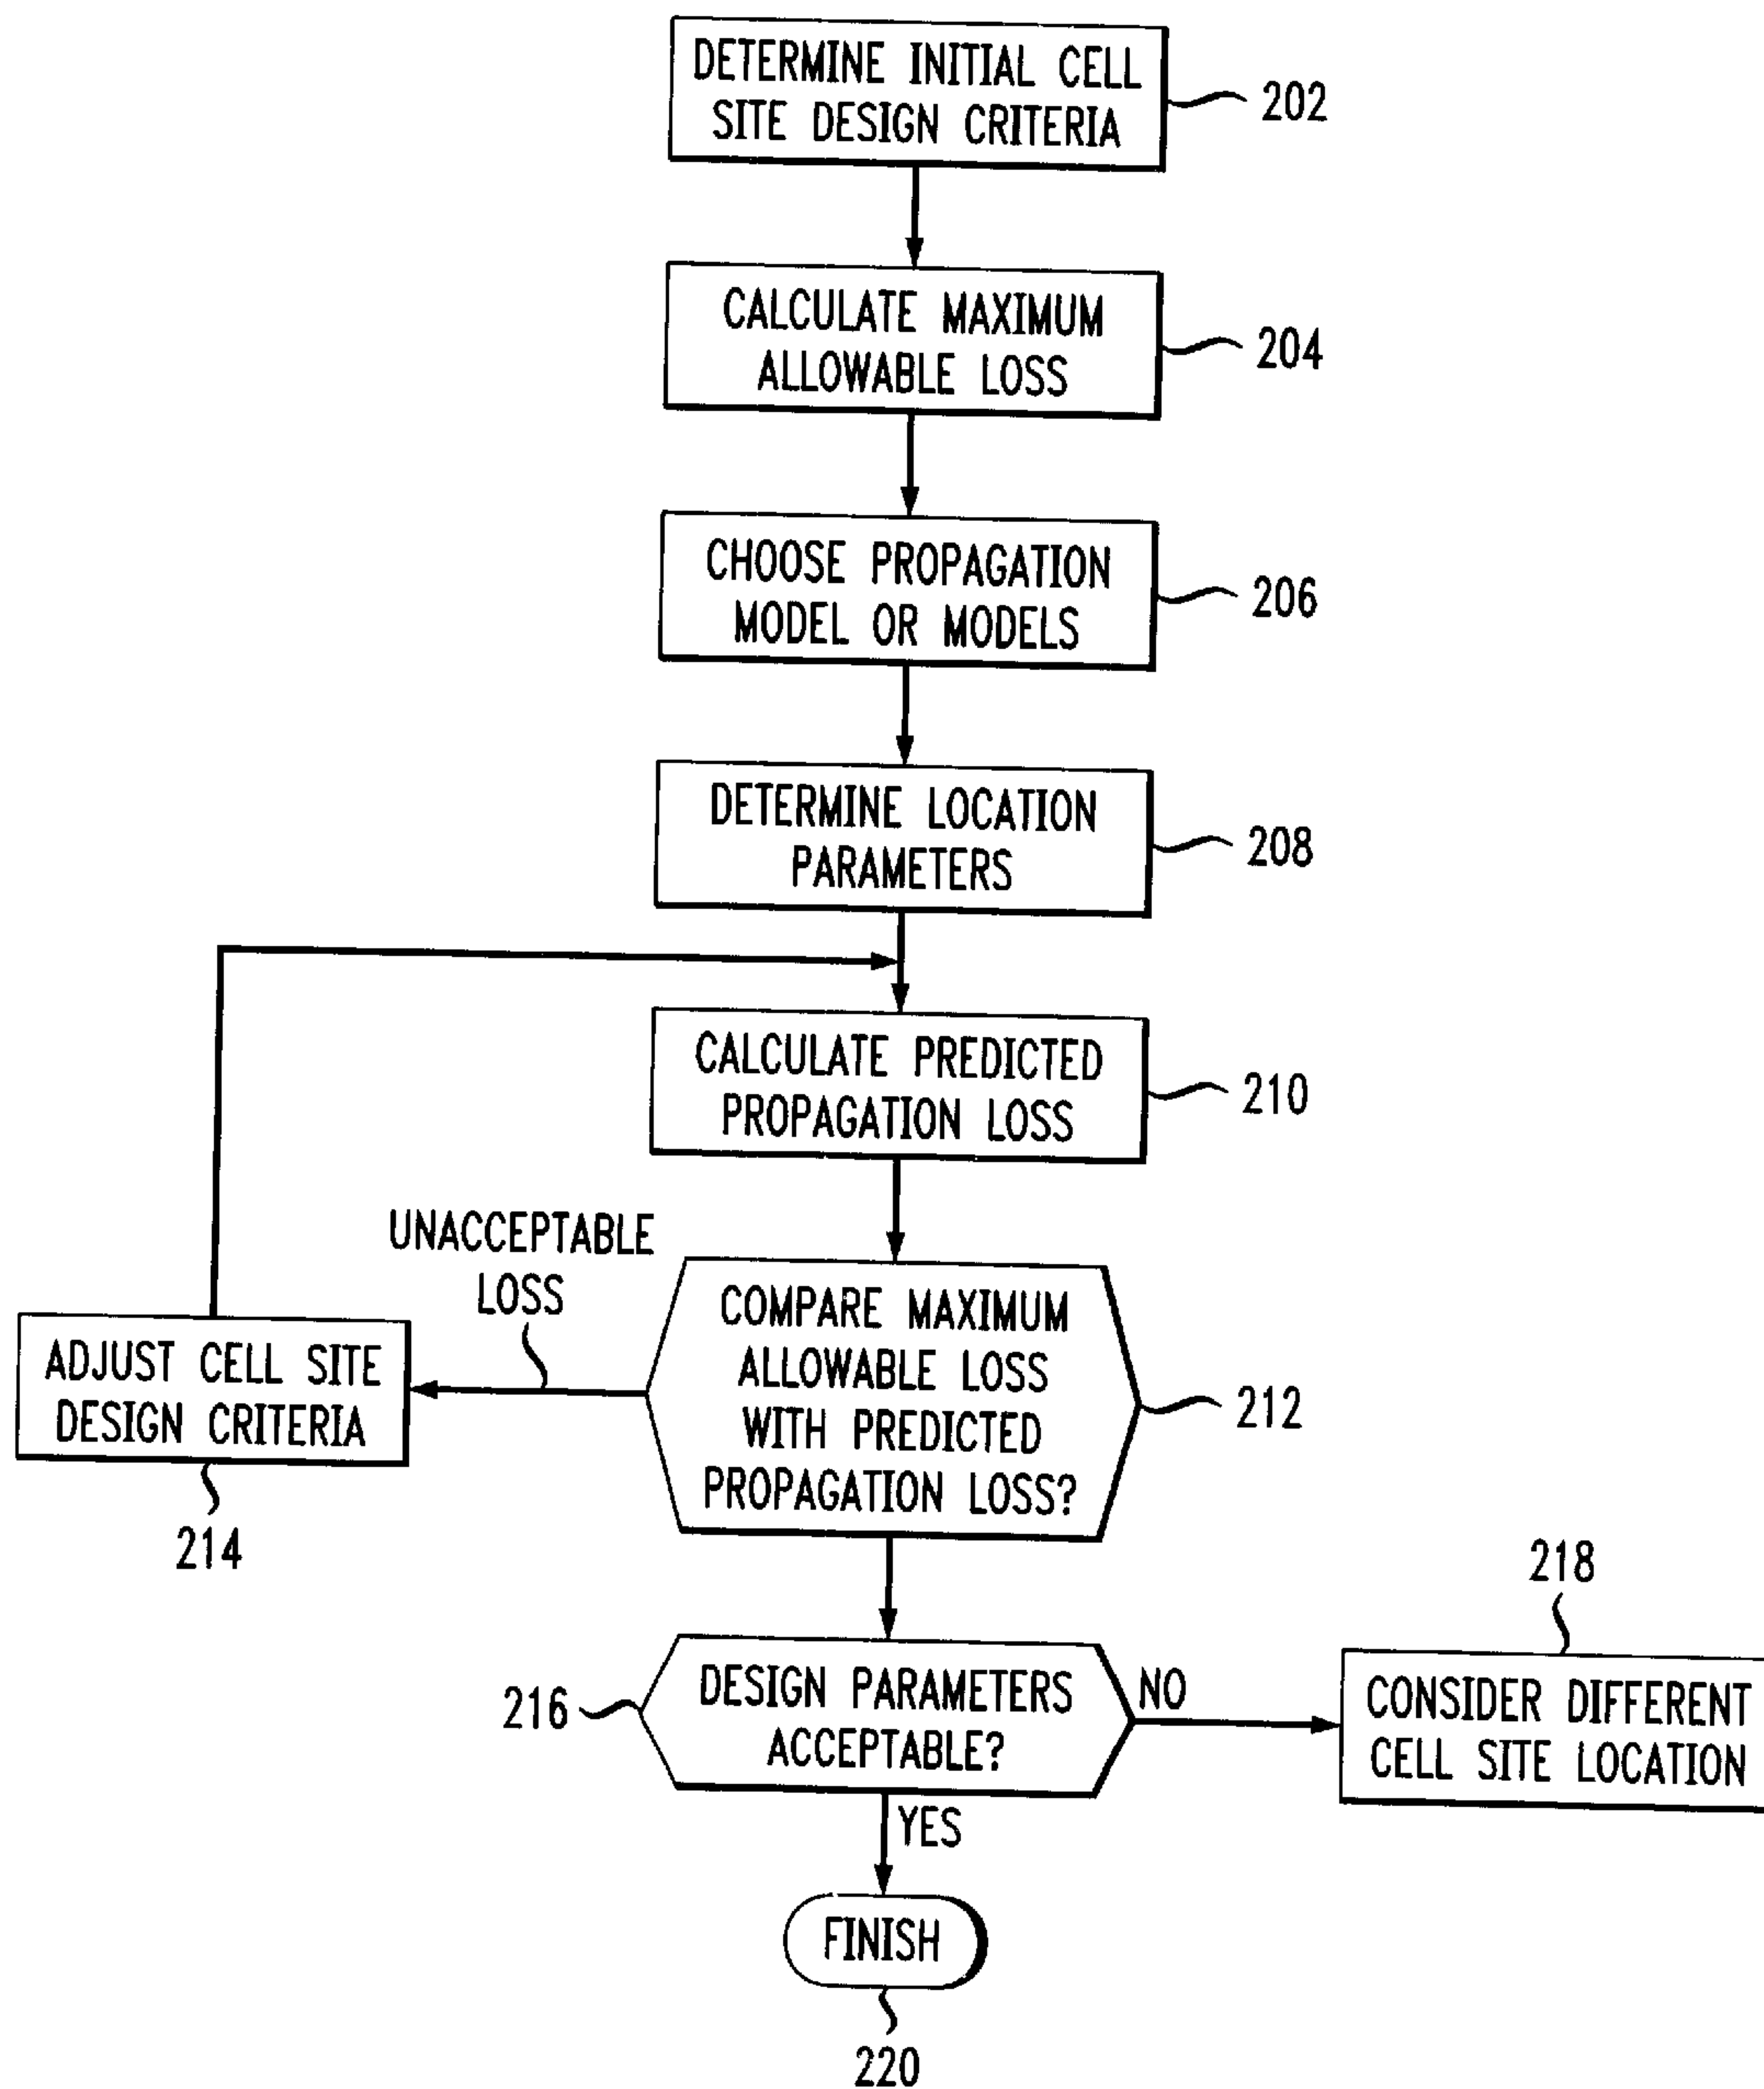 DETERMINE INITIAL CELL
SITE DESIGN CRITERIA
202
CALCULATE MAXIMUM
ALLOWABLE LOSS
204
CHOOSE PROPAGATION
MODEL OR MODELS
206
DETERMINE LOCATION
PARAMETERS
208
CALCULATE PREDICTED
PROPAGATION LOSS
210
UNACCEPTABLE
LOSS
COMPARE MAXIMUM
ALLOWABLE LOSS
WITH PREDICTED
PROPAGATION LOSS?
212
ADJUST CELL SITE
DESIGN CRITERIA
214
DESIGN PARAMETERS
ACCEPTABLE?
216
NO
218
CONSIDER DIFFERENT
CELL SITE LOCATION
YES
FINISH
220